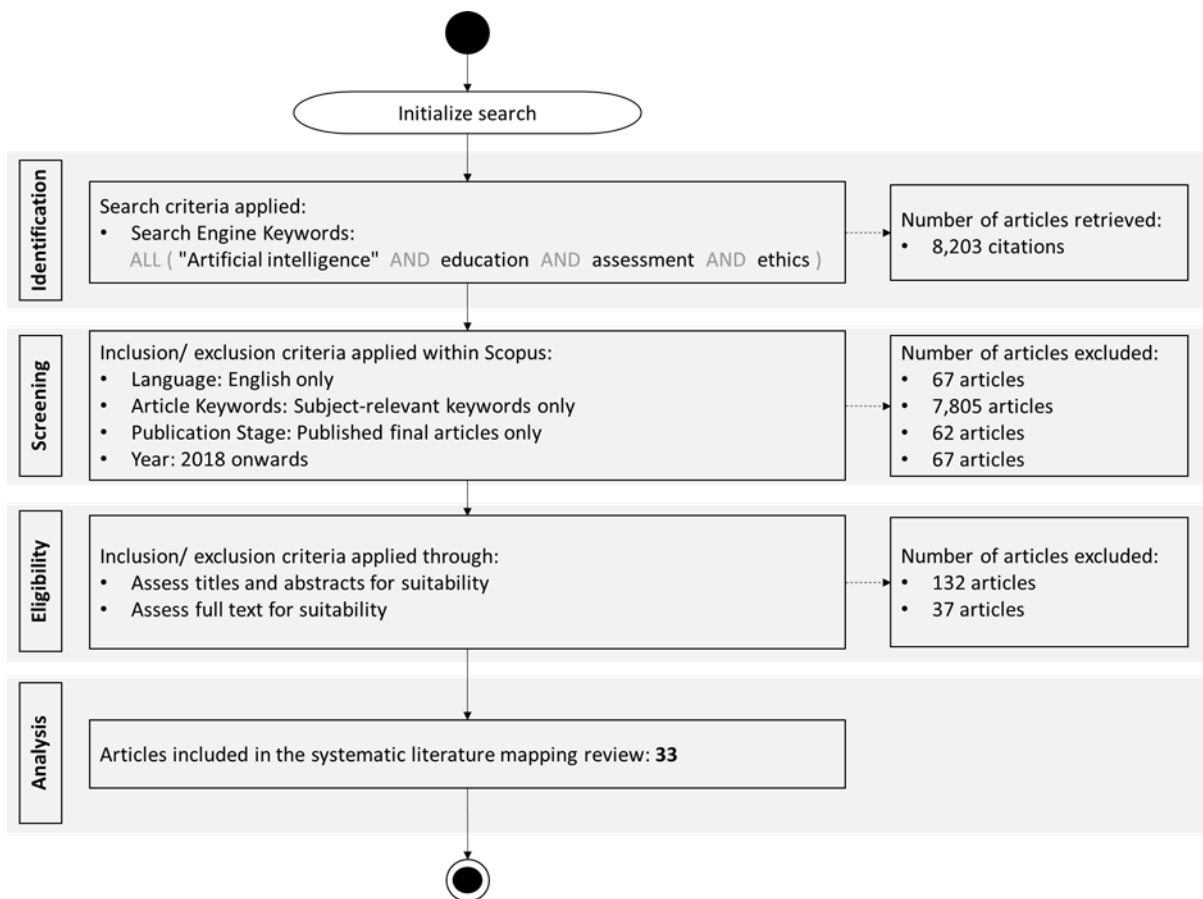 Initialize search
Identification
Search criteria applied:
• Search Engine Keywords:
ALL ( "Artificial intelligence" AND education AND assessment AND ethics )
Number of articles retrieved:
• 8,203 citations
Screening
Inclusion/ exclusion criteria applied within Scopus:
• Language: English only
• Article Keywords: Subject-relevant keywords only
• Publication Stage: Published final articles only
• Year: 2018 onwards
Number of articles excluded:
• 67 articles
• 7,805 articles
• 62 articles
• 67 articles
Eligibility
Inclusion/ exclusion criteria applied through:
• Assess titles and abstracts for suitability
• Assess full text for suitability
Number of articles excluded:
• 132 articles
• 37 articles
Analysis
Articles included in the systematic literature mapping review: 33